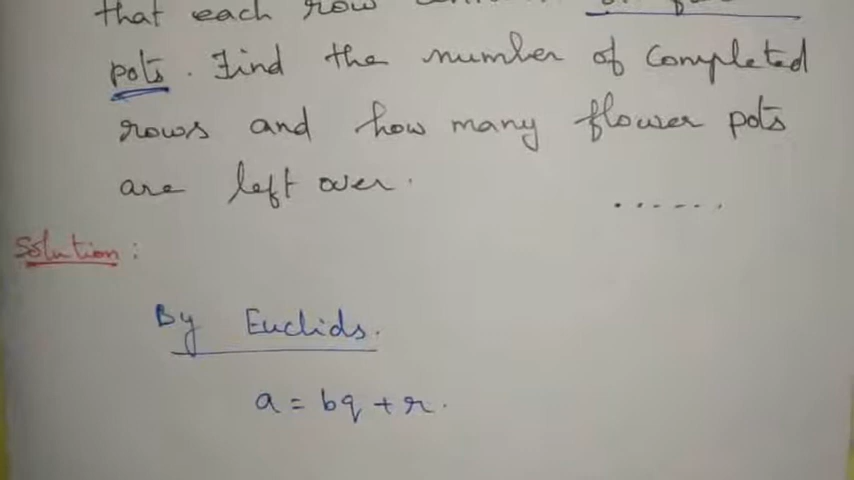 that each row
pots. Find the number of completed
rows and how many flower pots
are left over.
......
Solution:
By Euclids.
a = bq + r.